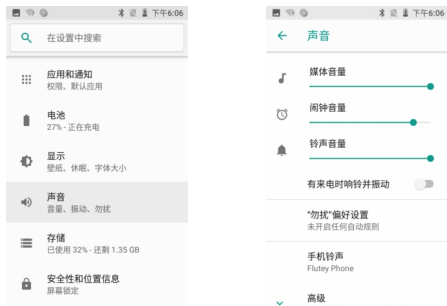 下午6:06
在设置中搜索
应用和通知
权限、默认应用
电池
27% - 正在充电
显示
壁纸、休眠、字体大小
声音
音量、振动、勿扰
存储
已使用 32% - 还剩 1.35 GB
安全性和位置信息
屏幕锁定
下午6:06
声音
媒体音量
闹钟音量
铃声音量
有来电时响铃并振动
“勿扰”偏好设置
未开启任何自动规则
手机铃声
Flutey Phone
高级